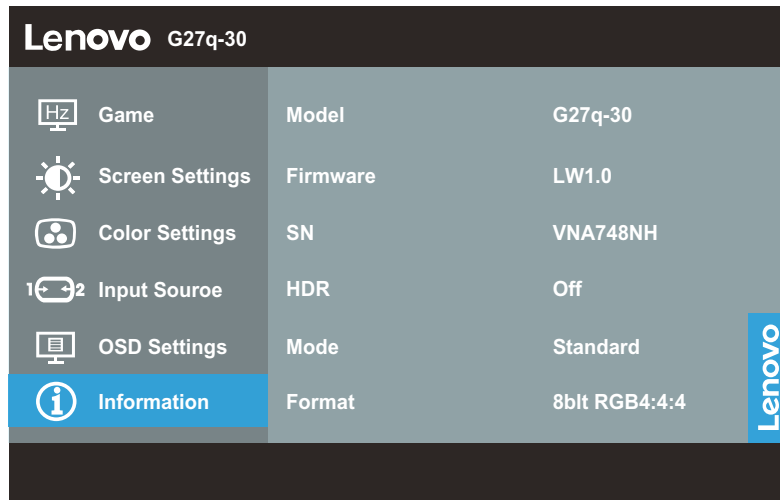 Lenovo G27q-30
Hz Game Model G27q-30
Screen Settings Firmware LW1.0
Color Settings SN VNA748NH
1 2 Input Souroe HDR Off
OSD Settings Mode Standard
Information Format 8blt RGB4:4:4
Lenovo